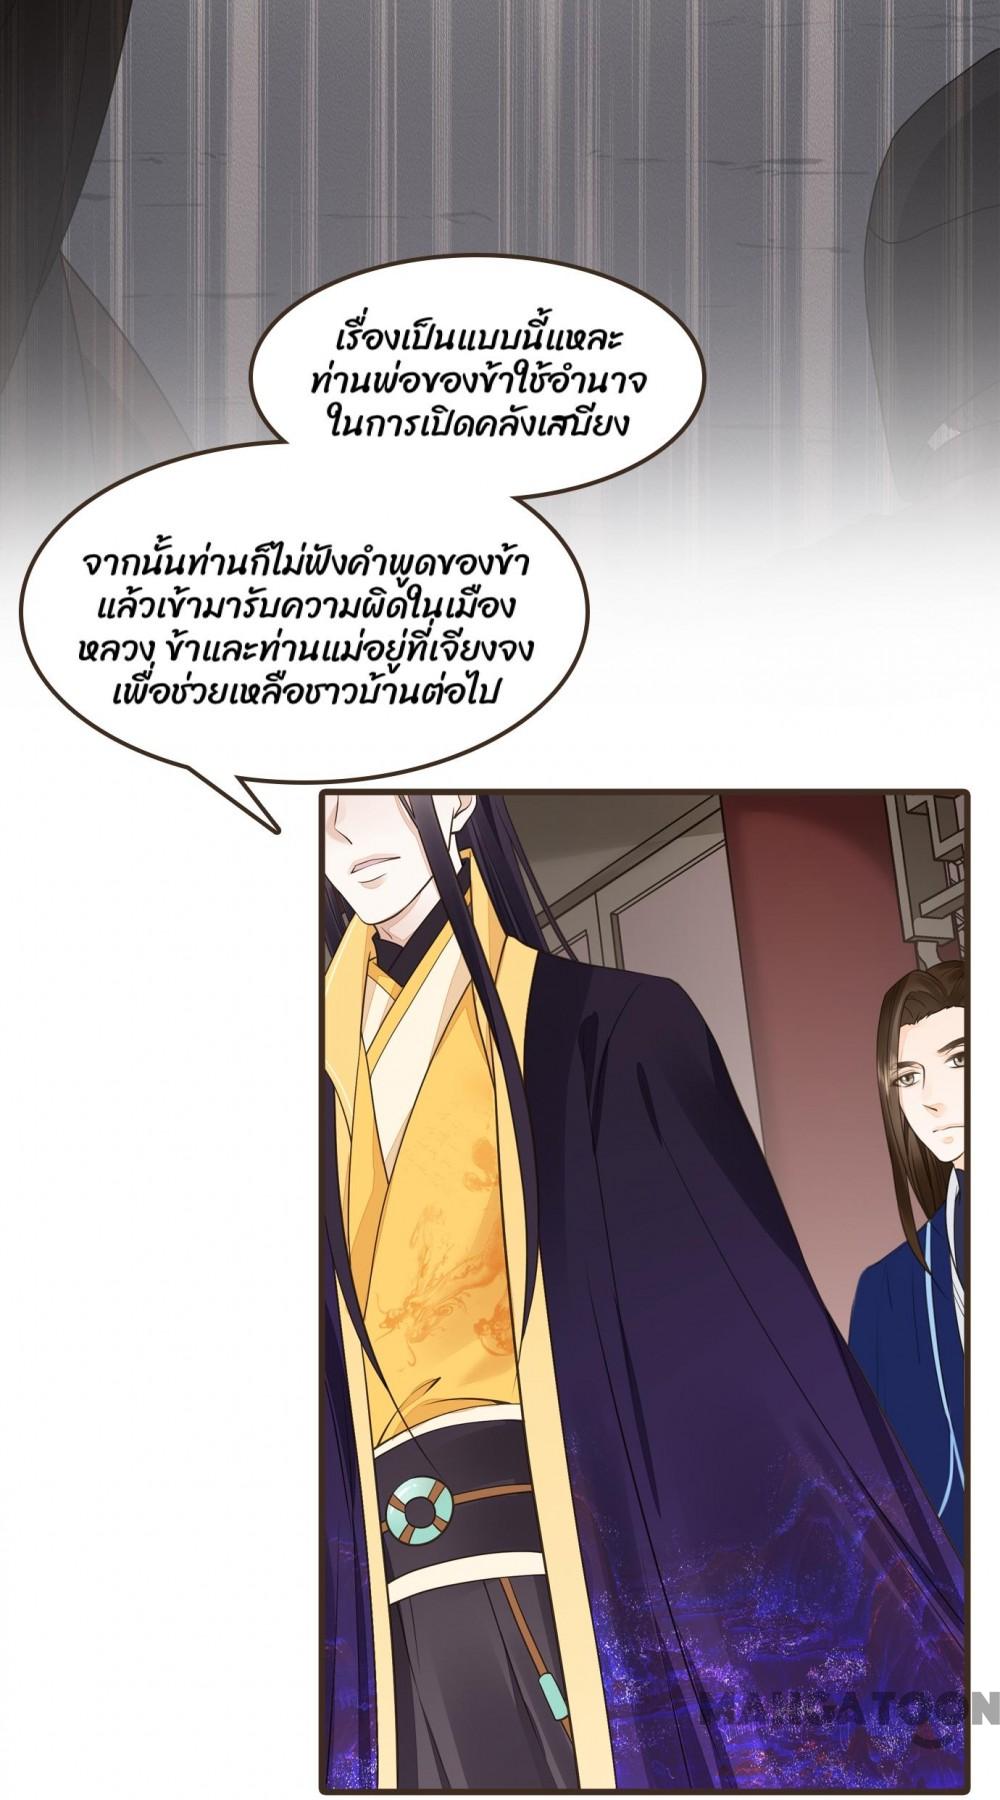 เรื่องเป็นแบบนี้แหละ
ท่านพ่อของข้าใช้อำนาจ
ในการเปิดคลังเสบียง
จากนั้นท่านก็ไม่ฟังคำพูดของข้า
แล้วเข้ามารับความผิดในเมือง
หลวง ข้าและท่านแม่อยู่ที่เจียงจง
เพื่อช่วยเหลือชาวบ้านต่อไป
MANGATOON